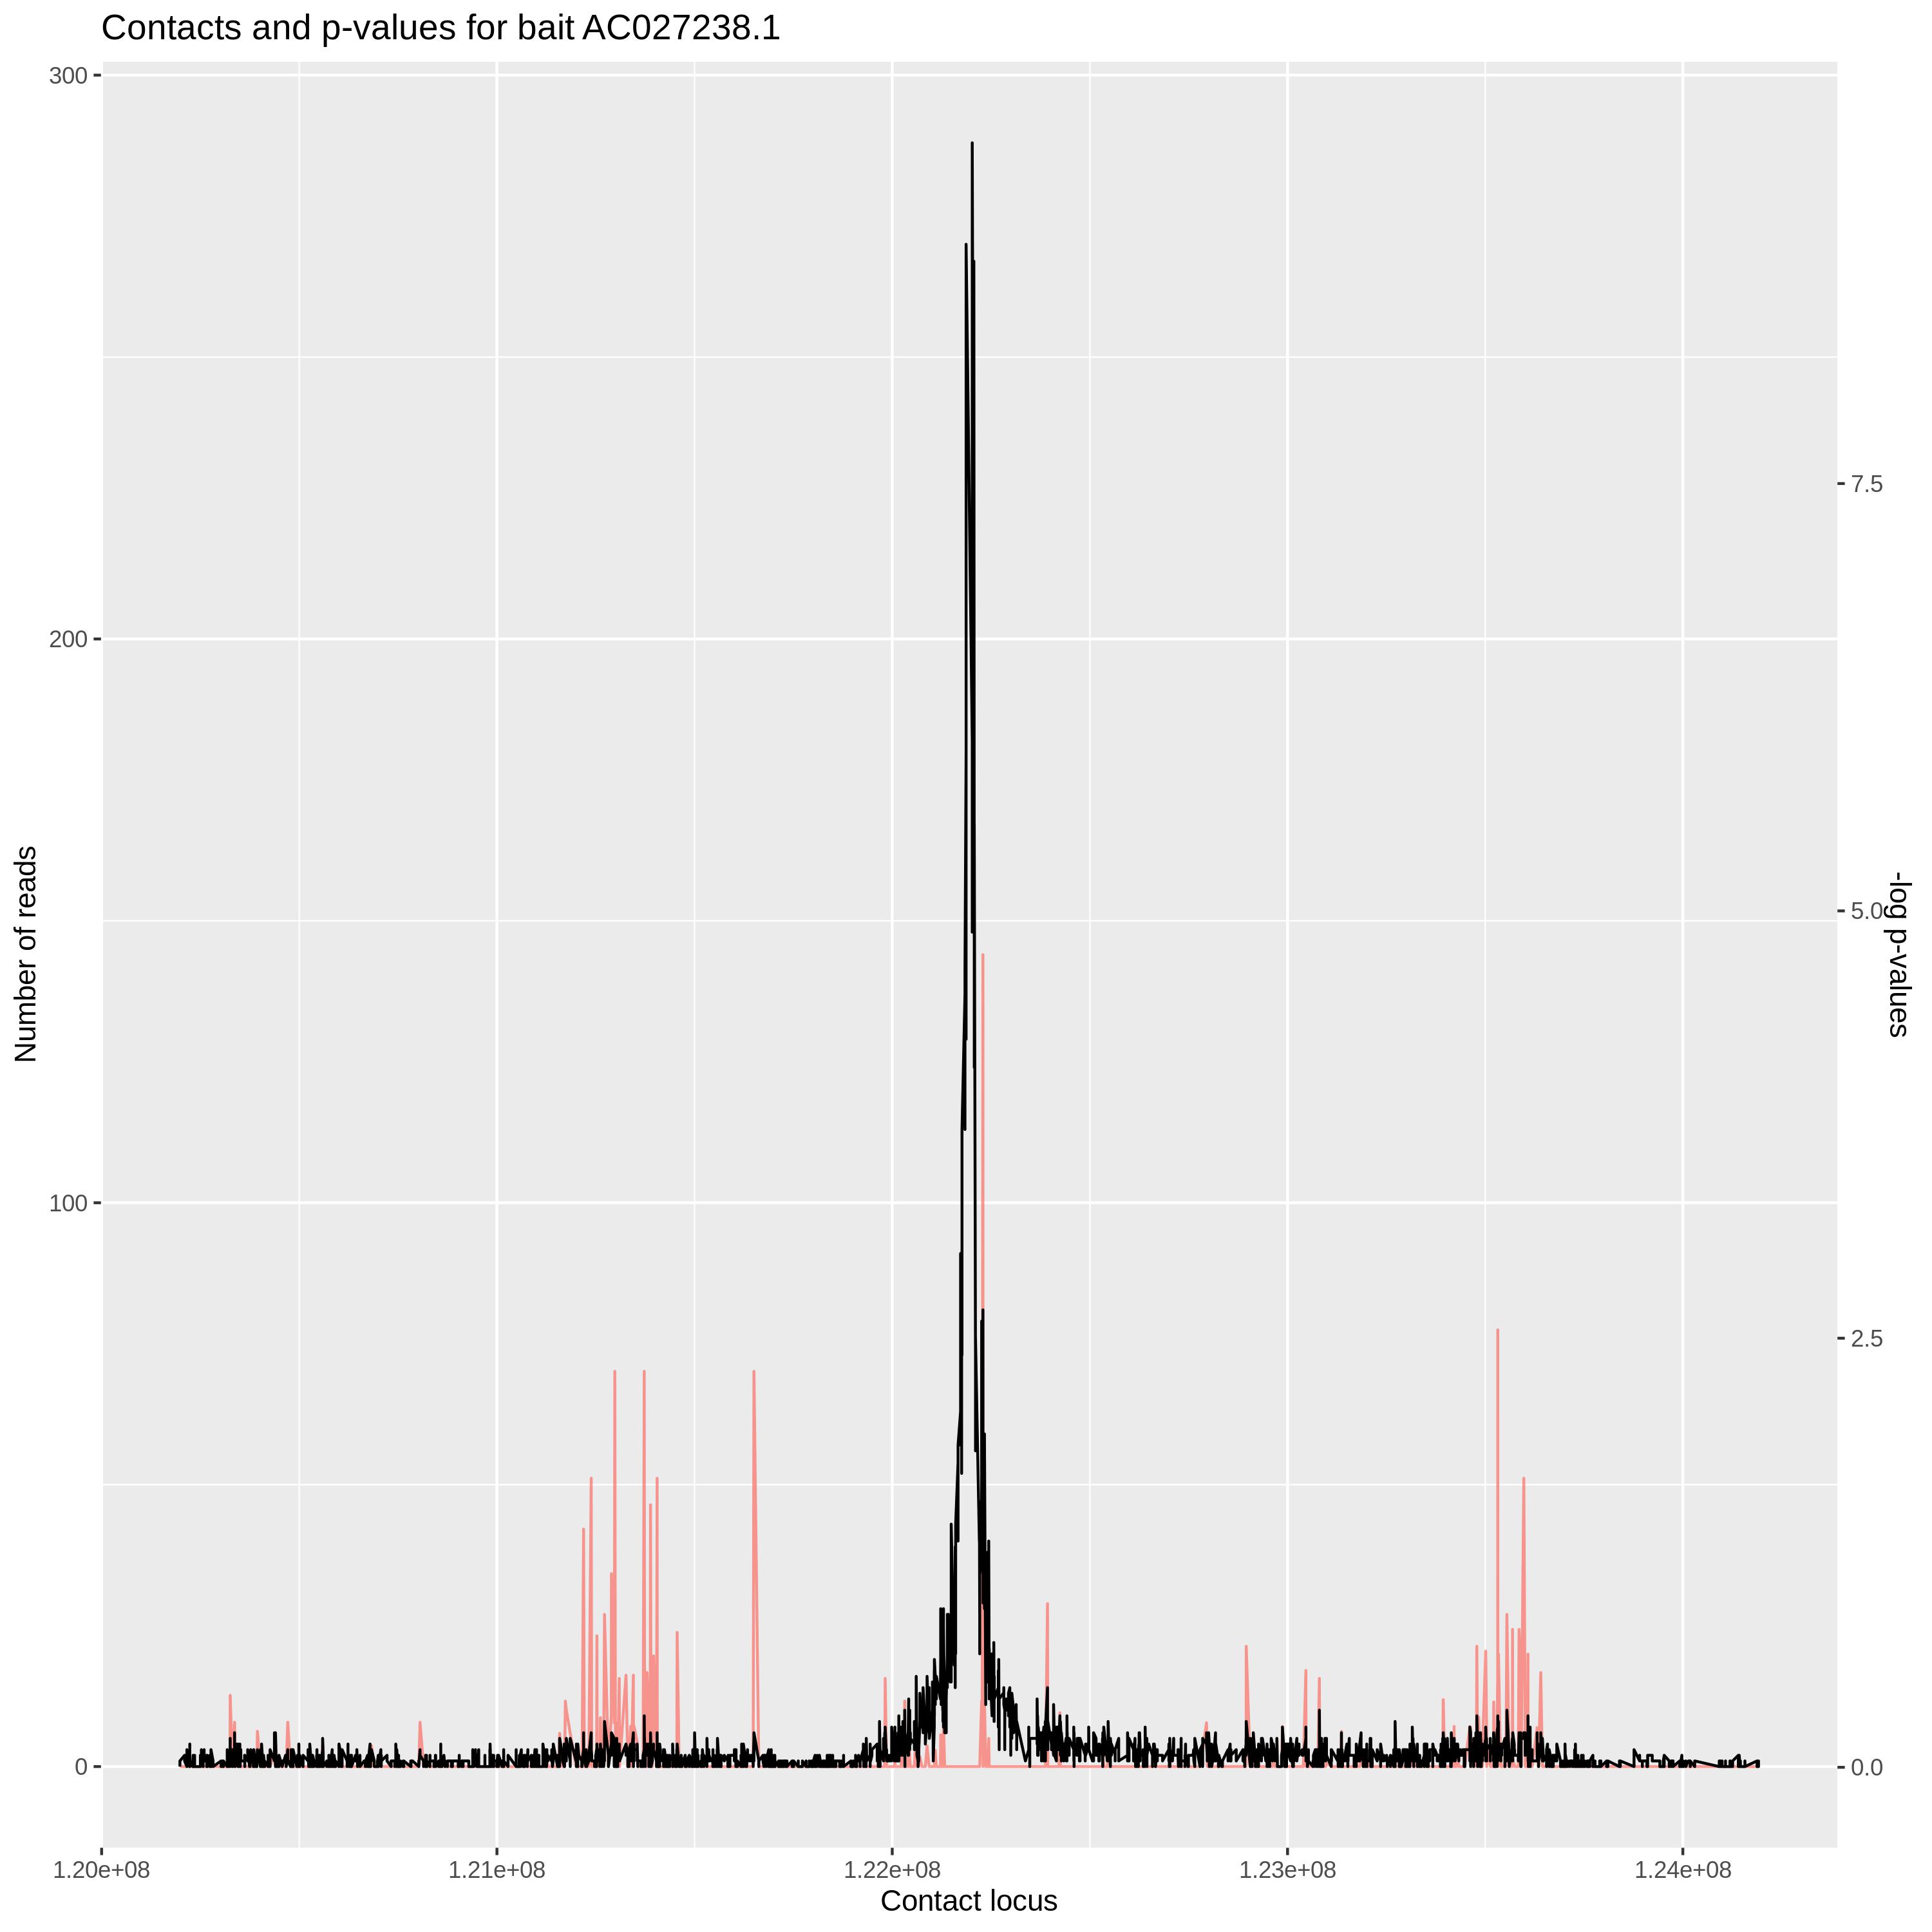 Contacts and p-values for bait AC027238.1
300
200
100
0
Number of reads
7.5
5.0
2.5
0.0
-log p-values
1.20e+08 1.21e+08 1.22e+08 1.23e+08 1.24e+08
Contact locus